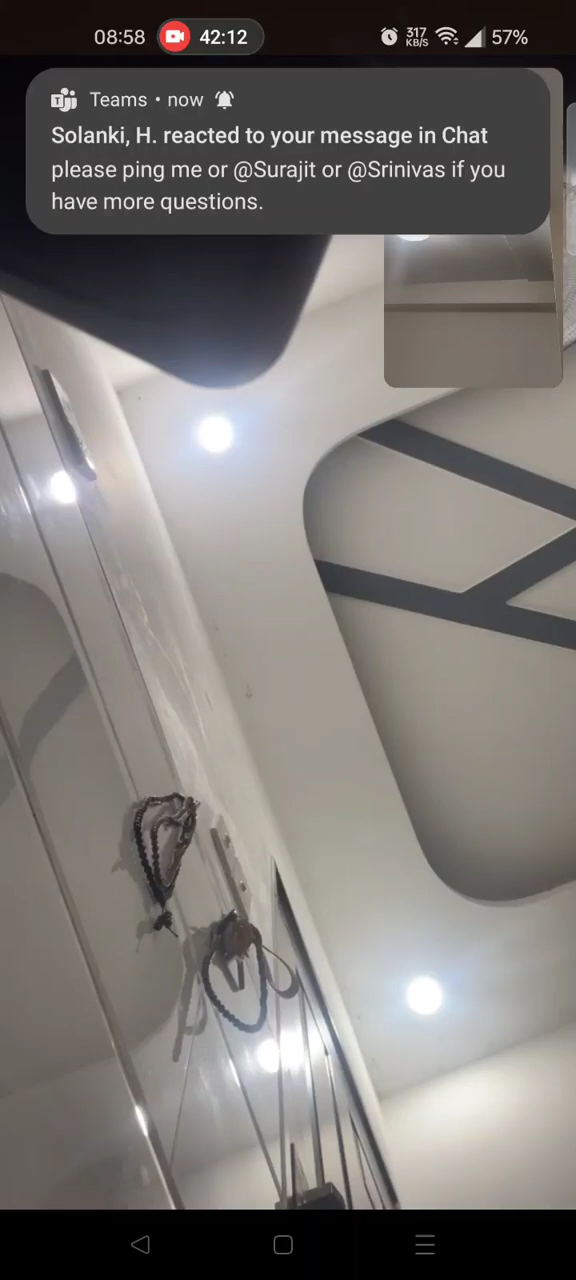 08:58 42:12 317 KB/S 57%
Teams • now
Solanki, H. reacted to your message in Chat
please ping me or @Surajit or @Srinivas if you
have more questions.